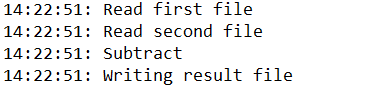 14:22:51: Read first file
14:22:51: Read second file
14:22:51: Subtract
14:22:51: Writing result file